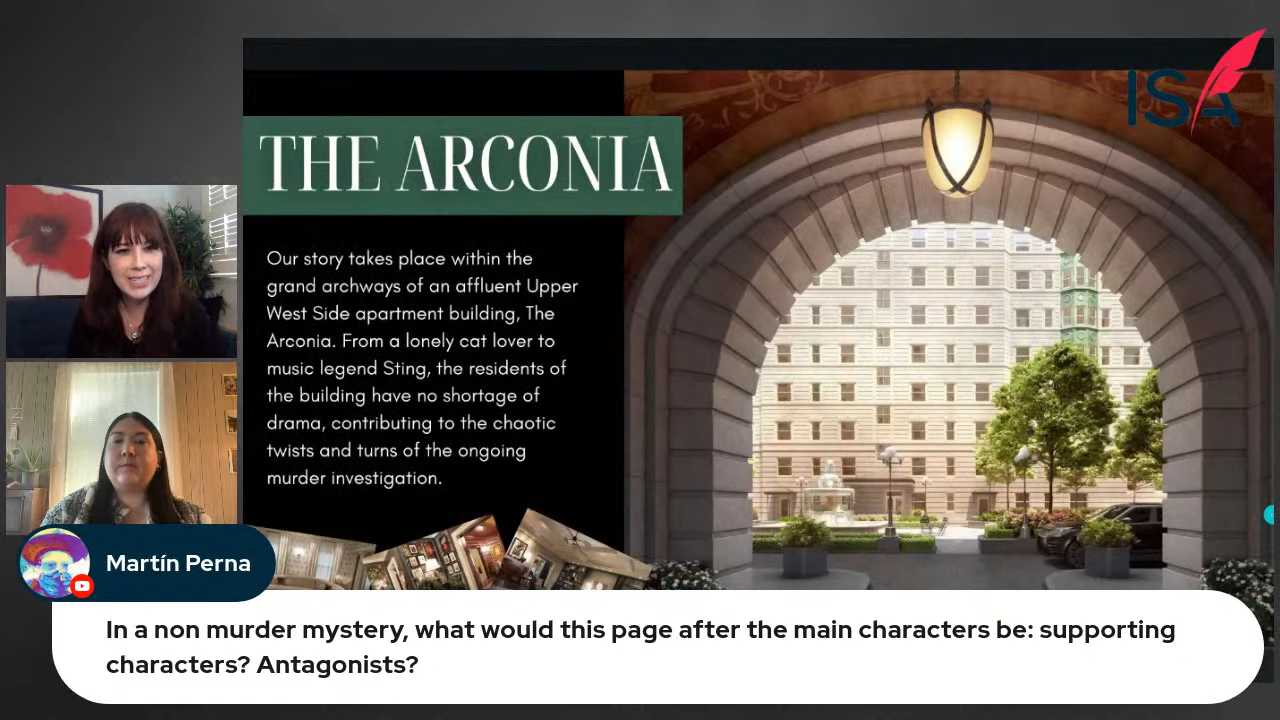 ISA
THE ARCONIA
Our story takes place within the
grand archways of an affluent Upper
West Side apartment building, The
Arconia. From a lonely cat lover to
music legend Sting, the residents of
the building have no shortage of
drama, contributing to the chaotic
twists and turns of the ongoing
murder investigation.
Martín Perna
In a non murder mystery, what would this page after the main characters be: supporting
characters? Antagonists?